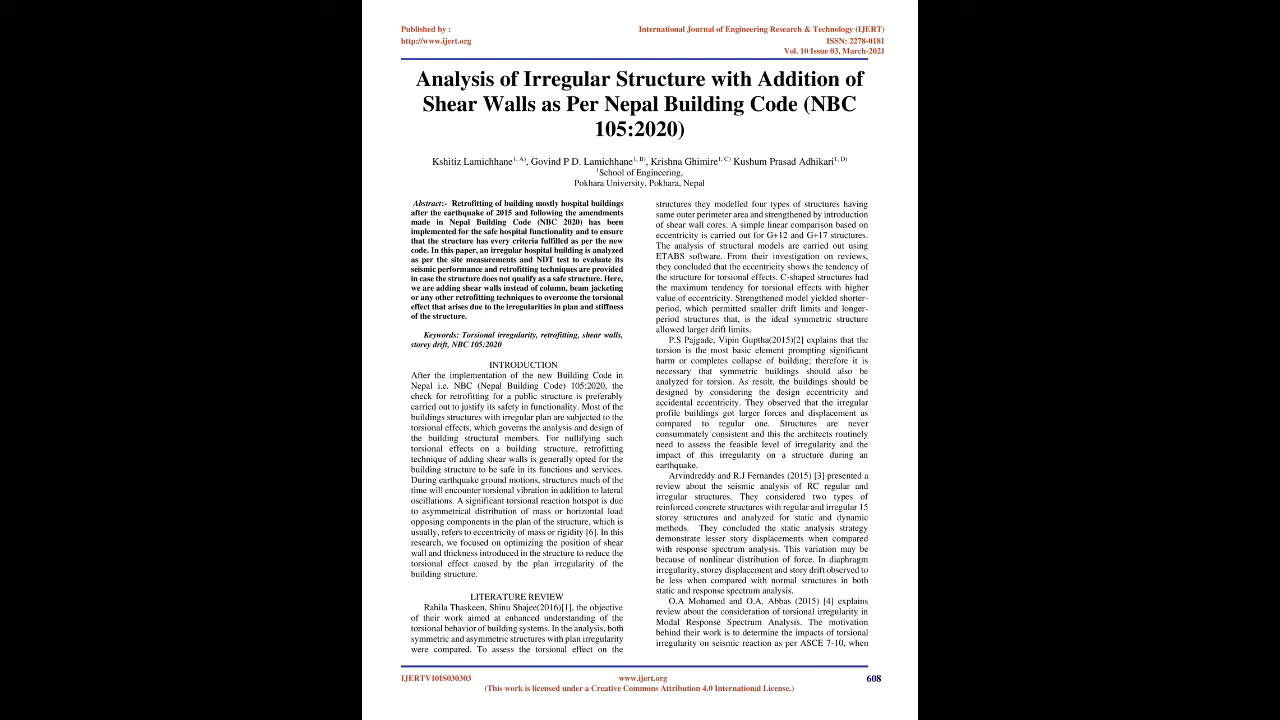 Published by :
http://www.ijert.org
International Journal of Engineering Research & Technology (IJERT)
ISSN: 2278-0181
Vol. 10 Issue 03, March-2021
Analysis of Irregular Structure with Addition of
Shear Walls as Per Nepal Building Code (NBC
105:2020)
Kshitiz Lamichhane1, A), Govind P D. Lamichhane1, B), Krishna Ghimire1, C) Kushum Prasad Adhikari1, D)
1School of Engineering,
Pokhara University, Pokhara, Nepal
Abstract:- Retrofitting of building mostly hospital buildings
after the earthquake of 2015 and following the amendments
made in Nepal Building Code (NBC 2020) has been
implemented for the safe hospital functionality and to ensure
that the structure has every criteria fulfilled as per the new
code. In this paper, an irregular hospital building is analyzed
as per the site measurements and NDT test to evaluate its
seismic performance and retrofitting techniques are provided
in case the structure does not qualify as a safe structure. Here,
we are adding shear walls instead of column, beam jacketing
or any other retrofitting techniques to overcome the torsional
effect that arises due to the irregularities in plan and stiffness
of the structure.
Keywords: Torsional irregularity, retrofitting, shear walls,
storey drift, NBC 105:2020
INTRODUCTION
After the implementation of the new Building Code in
Nepal i.e. NBC (Nepal Building Code) 105:2020, the
check for retrofitting for a public structure is preferably
carried out to justify its safety in functionality. Most of the
buildings structures with irregular plan are subjected to the
torsional effects, which governs the analysis and design of
the building structural members. For nullifying such
torsional effects on a building structure, retrofitting
technique of adding shear walls is generally opted for the
building structure to be safe in its functions and services.
During earthquake ground motions, structures much of the
time will encounter torsional vibration in addition to lateral
oscillations. A significant torsional reaction hotspot is due
to asymmetrical distribution of mass or horizontal load
opposing components in the plan of the structure, which is
usually, refers to eccentricity of mass or rigidity [6]. In this
research, we focused on optimizing the position of shear
wall and thickness introduced in the structure to reduce the
torsional effect caused by the plan irregularity of the
building structure.
LITERATURE REVIEW
Rahila Thaskeen, Shinu Shajee(2016)[1], the objective
of their work aimed at enhanced understanding of the
torsional behavior of building systems. In the analysis, both
symmetric and asymmetric structures with plan irregularity
were compared. To assess the torsional effect on the
structures they modelled four types of structures having
same outer perimeter area and strengthened by introduction
of shear wall cores. A simple linear comparison based on
eccentricity is carried out for G+12 and G+17 structures.
The analysis of structural models are carried out using
ETABS software. From their investigation on reviews,
they concluded that the eccentricity shows the tendency of
the structure for torsional effects. C-shaped structures had
the maximum tendency for torsional effects with higher
value of eccentricity. Strengthened model yielded shorter-
period, which permitted smaller drift limits and longer-
period structures that, is the ideal symmetric structure
allowed larger drift limits.
P.S Pajgade, Vipin Guptha(2015)[2] explains that the
torsion is the most basic element prompting significant
harm or completes collapse of building; therefore it is
necessary that symmetric buildings should also be
analyzed for torsion. As result, the buildings should be
designed by considering the design eccentricity and
accidental eccentricity. They observed that the irregular
profile buildings got larger forces and displacement as
compared to regular one. Structures are never
consummately consistent and this the architects routinely
need to assess the feasible level of irregularity and the
impact of this irregularity on a structure during an
earthquake.
Arvindreddy and R.J Fernandes (2015) [3] presented a
review about the seismic analysis of RC regular and
irregular structures. They considered two types of
reinforced concrete structures with regular and irregular 15
storey structures and analyzed for static and dynamic
methods. They concluded the static analysis strategy
demonstrate lesser story displacements when compared
with response spectrum analysis. This variation may be
because of nonlinear distribution of force. In diaphragm
irregularity, storey displacement and story drift observed to
be less when compared with normal structures in both
static and response spectrum analysis.
O.A Mohamed and O.A. Abbas (2015) [4] explains
review about the consideration of torsional irregularity in
Modal Response Spectrum Analysis. The motivation
behind their work is to determine the impacts of torsional
irregularity on seismic reaction as per ASCE 7-10, when
IJERTV10IS030303
www.ijert.org
608
(This work is licensed under a Creative Commons Attribution 4.0 International License.)